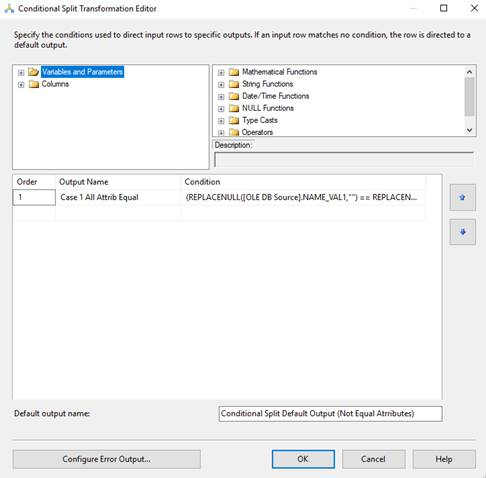 Conditional Split Transformation Editor
Specify the conditions used to direct input rows to specific outputs. If an input row matches no condition, the row is directed to a
default output.
Variables and Parameters
Columns
Mathematical Functions
String Functions
Date/Time Functions
NULL Functions
Type Casts
Operators
Description:
Order Output Name Condition
1 Case 1 All Attrib Equal (REPLACENULL([OLE DB Source].NAME_VAL1,"") == REPLACEN...
Default output name: Conditional Split Default Output (Not Equal Atrributes)
Configure Error Output... OK Cancel Help